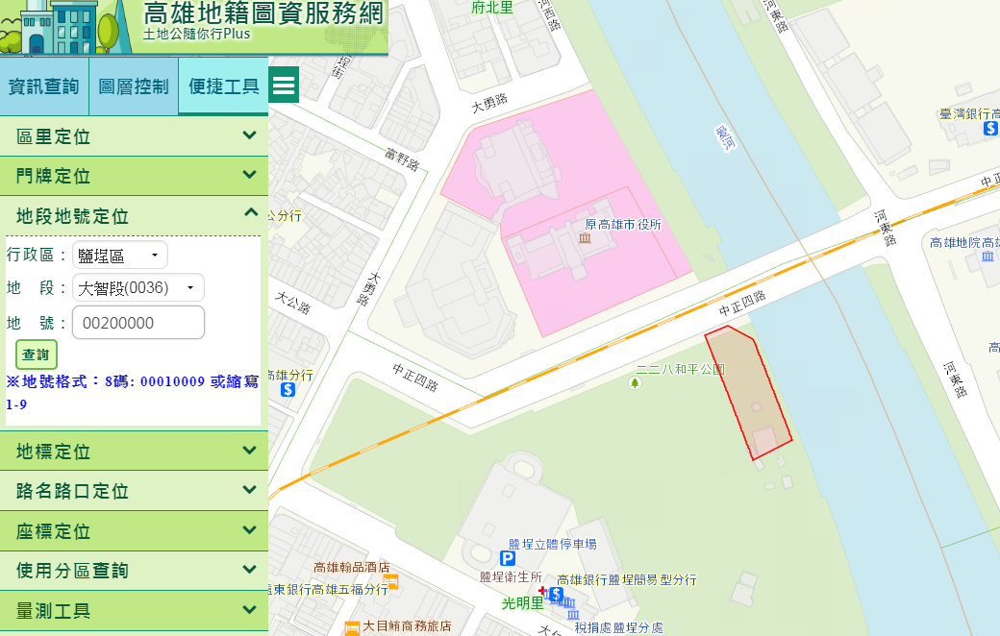 高雄地籍圖資服務網
土地公隨你行Plus
資訊查詢
圖層控制
便捷工具
區里定位
門牌定位
地段地號定位
行政區：
鹽埕區
地 段：
大智段(0036)
地 號：
00200000
查詢
※地號格式：8碼: 00010009 或縮寫
1-9
地標定位
路名路口定位
座標定位
使用分區查詢
量測工具
府北里
河西路
河東路
埕街
大勇路
愛河
臺灣銀行高
$
富野路
中正
公分行
原高雄市役所
河東路
高雄地院高雄
大勇路
大公路
中正四路
高雄分行
$
中正四路
二二八和平公園
高
河東路
鹽埕立體停車場
P
高雄翰品酒店
鹽埕衛生所
高雄銀行鹽埕簡易型分行
遠東銀行高雄五福分行
$
光明里
大目鮪商務旅店
大仁
稅捐處鹽埕分處